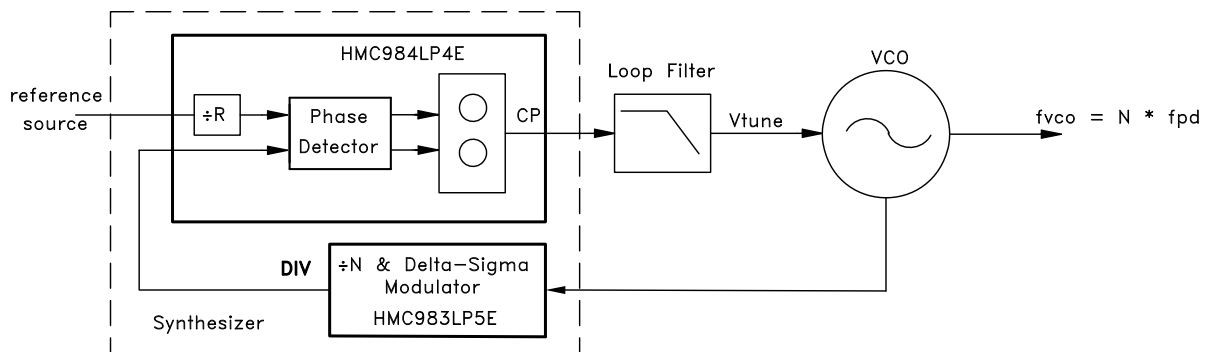 HMC984LP4E
reference
source
÷R
Phase
Detector
CP
Loop Filter
Vtune
VCO
fvco = N * fpd
DIV
÷N & Delta-Sigma
Modulator
HMC983LP5E
Synthesizer